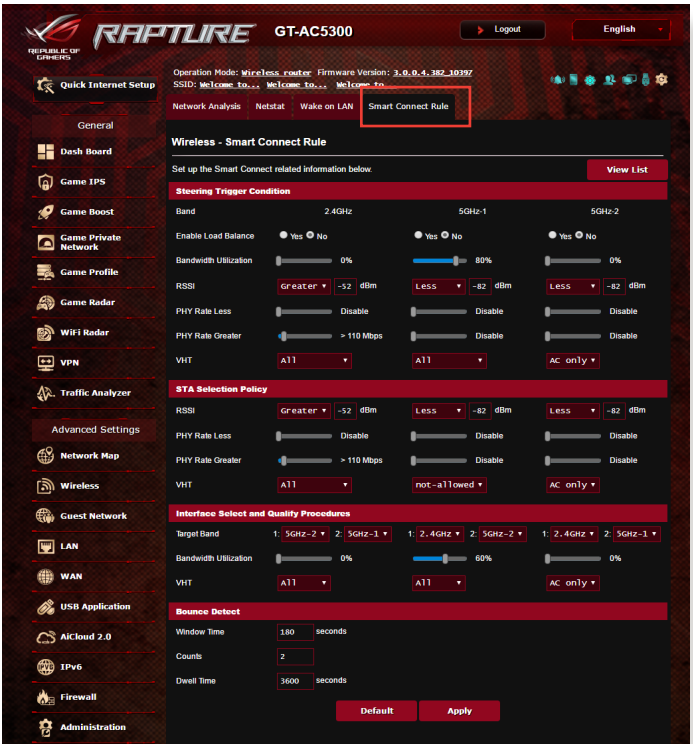 REPUBLIC OF
GAMERS
RAPTURE GT-AC5300 Logout English
Operation Mode: Wireless router Firmware Version: 3.0.0.4.382_10397
SSID: Welcome to... Welcome to... Welcome to...
Quick Internet Setup
General
Dash Board
Game IPS
Game Boost
Game Private
Network
Game Profile
Game Radar
WiFi Radar
VPN
Traffic Analyzer
Advanced Settings
Network Map
Wireless
Guest Network
LAN
WAN
USB Application
AiCloud 2.0
IPv6
Firewall
Administration
Network Analysis Netstat Wake on LAN Smart Connect Rule
Wireless - Smart Connect Rule
Set up the Smart Connect related information below. View List
Steering Trigger Condition
Band 2.4GHz 5GHz-1 5GHz-2
Enable Load Balance Yes No Yes No Yes No
Bandwidth Utilization 0% 80% 0%
RSSI Greater -52 dBm Less -82 dBm Less -82 dBm
PHY Rate Less Disable Disable Disable
PHY Rate Greater > 110 Mbps Disable Disable
VHT All All AC only
STA Selection Policy
RSSI Greater -52 dBm Less -82 dBm Less -82 dBm
PHY Rate Less Disable Disable Disable
PHY Rate Greater > 110 Mbps Disable Disable
VHT All not-allowed AC only
Interface Select and Qualify Procedures
Target Band 1: 5GHz-2 2: 5GHz-1 1: 2.4GHz 2: 5GHz-2 1: 2.4GHz 2: 5GHz-1
Bandwidth Utilization 0% 60% 0%
VHT All All AC only
Bounce Detect
Window Time 180 seconds
Counts 2
Dwell Time 3600 seconds
Default Apply